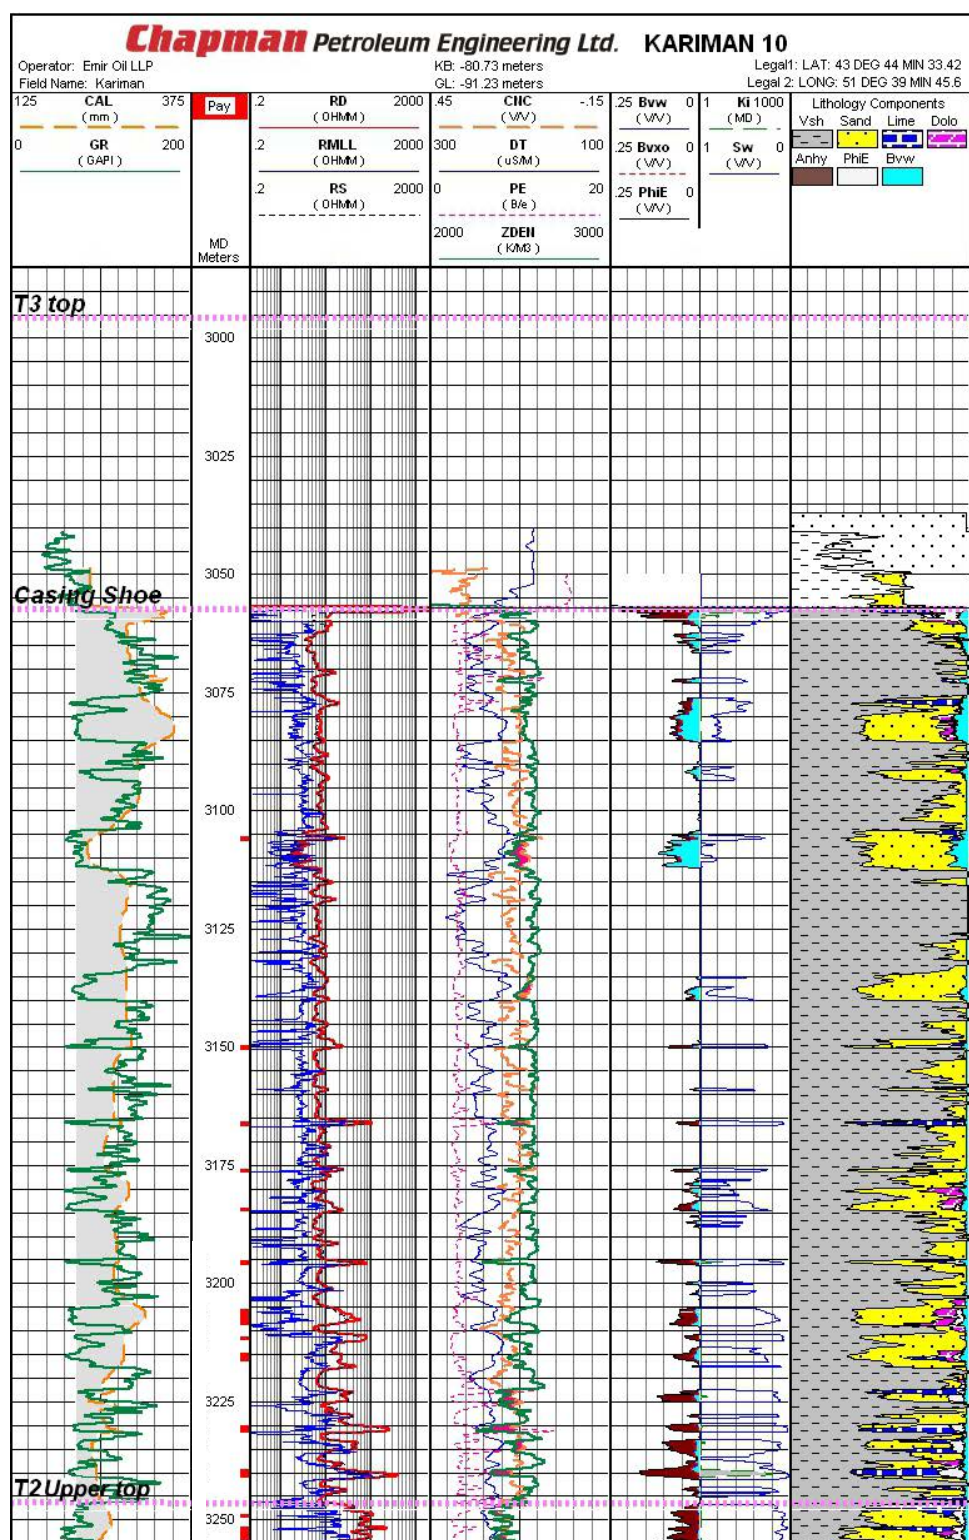 Chapman Petroleum Engineering Ltd. KARIMAN 10
Operator: Emir Oil LLP KB: -80.73 meters Legal1: LAT: 43 DEG 44 MIN 33.42
Field Name: Kariman GL: -91.23 meters Legal 2: LONG: 51 DEG 39 MIN 45.6
125 CAL 375
(mm)
0 GR 200
(GAPI)
Pay
MD
Meters
.2 RD 2000
(OHMM)
.2 RMLL 2000
(OHMM)
.2 RS 2000
(OHMM)
.45 CNC -.15
(V/V)
300 DT 100
(uS/M)
0 PE 20
(B/e)
2000 ZDEN 3000
(K/M3)
.25 Bvw 0
(V/V)
.25 Bvxo 0
(V/V)
.25 PhiE 0
(V/V)
1 Ki 1000
(MD)
1 Sw 0
(V/V)
Lithology Components
Vsh Sand Lime Dolo
Anhy PhiE Bvw
T3 top
3000
3025
3050
Casing Shoe
3075
3100
3125
3150
3175
3200
3225
T2 Upper top
3250